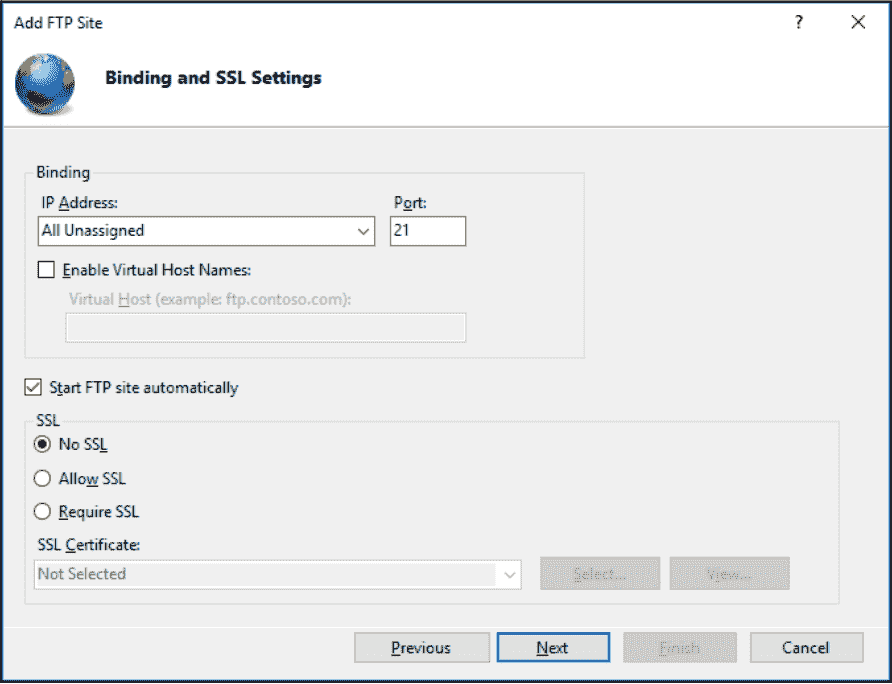 Add FTP Site
?
Binding and SSL Settings
Binding
IP Address:
Port:
All Unassigned
21
Enable Virtual Host Names:
Virtual Host (example: ftp.contoso.com):
Start FTP site automatically
SSL
No SSL
Allow SSL
Require SSL
SSL Certificate:
Not Selected
Select...
View...
Previous
Next
Finish
Cancel